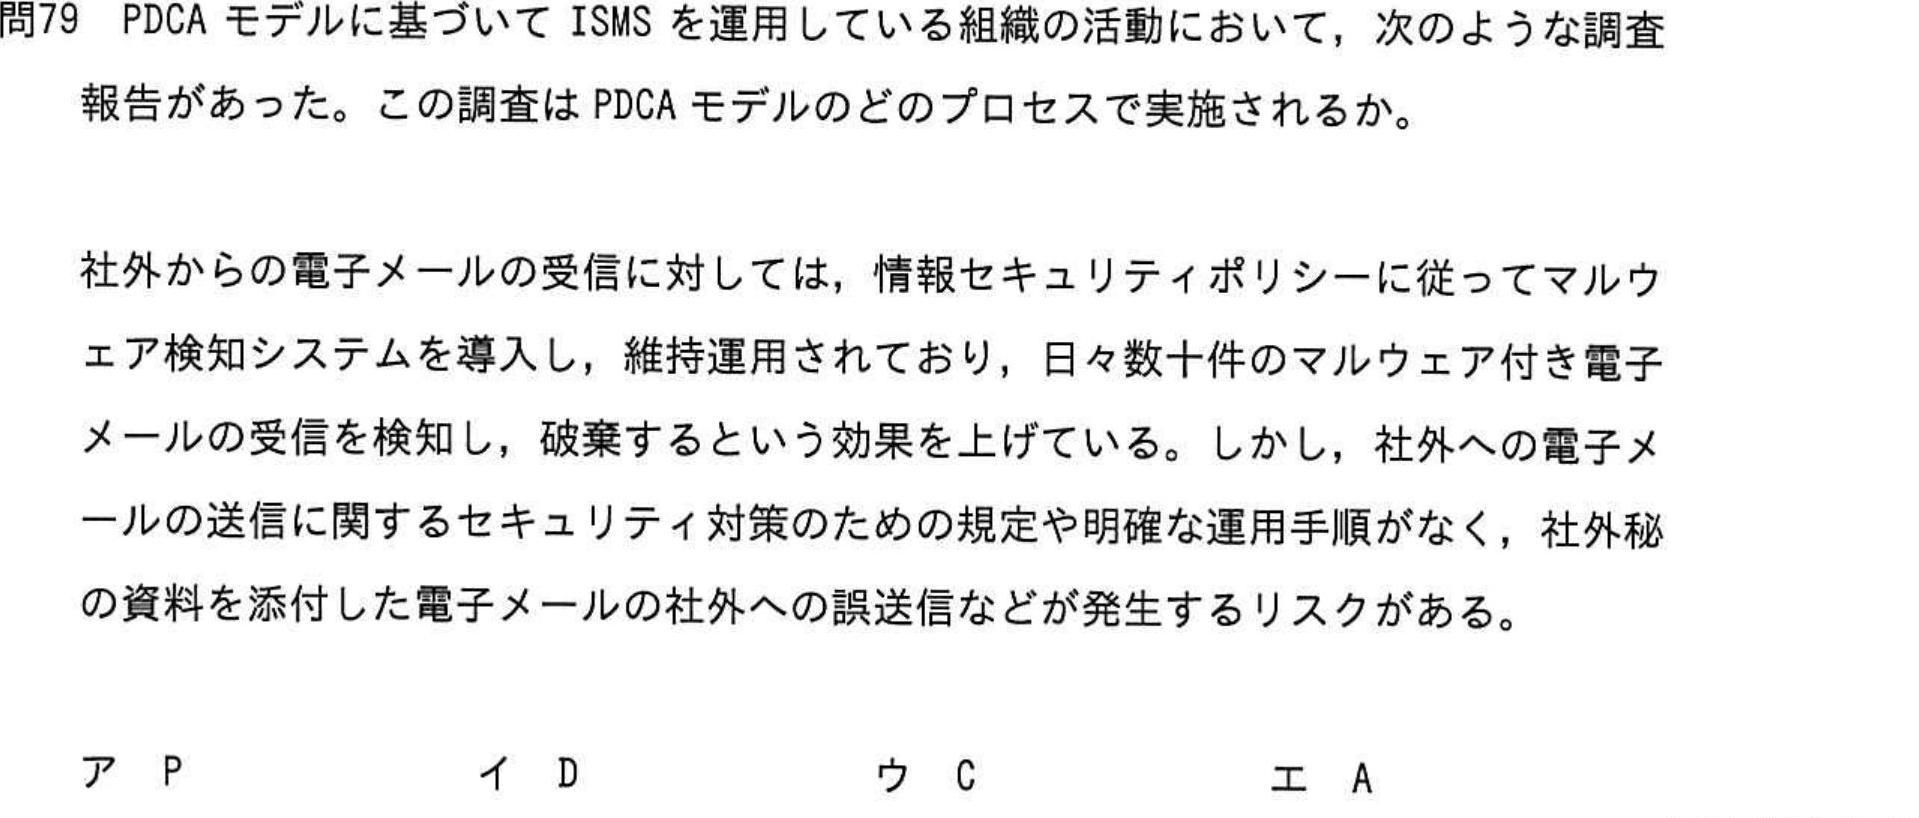 問79 PDCA モデルに基づいて ISMS を運用している組織の活動において，次のような調査
報告があった。この調査は PDCA モデルのどのプロセスで実施されるか。
社外からの電子メールの受信に対しては，情報セキュリティポリシーに従ってマルウ
ェア検知システムを導入し，維持運用されており，日々数十件のマルウェア付き電子
メールの受信を検知し，破棄するという効果を上げている。しかし，社外への電子メ
ールの送信に関するセキュリティ対策のための規定や明確な運用手順がなく，社外秘
の資料を添付した電子メールの社外への誤送信などが発生するリスクがある。
ア P イ D ウ C エ A